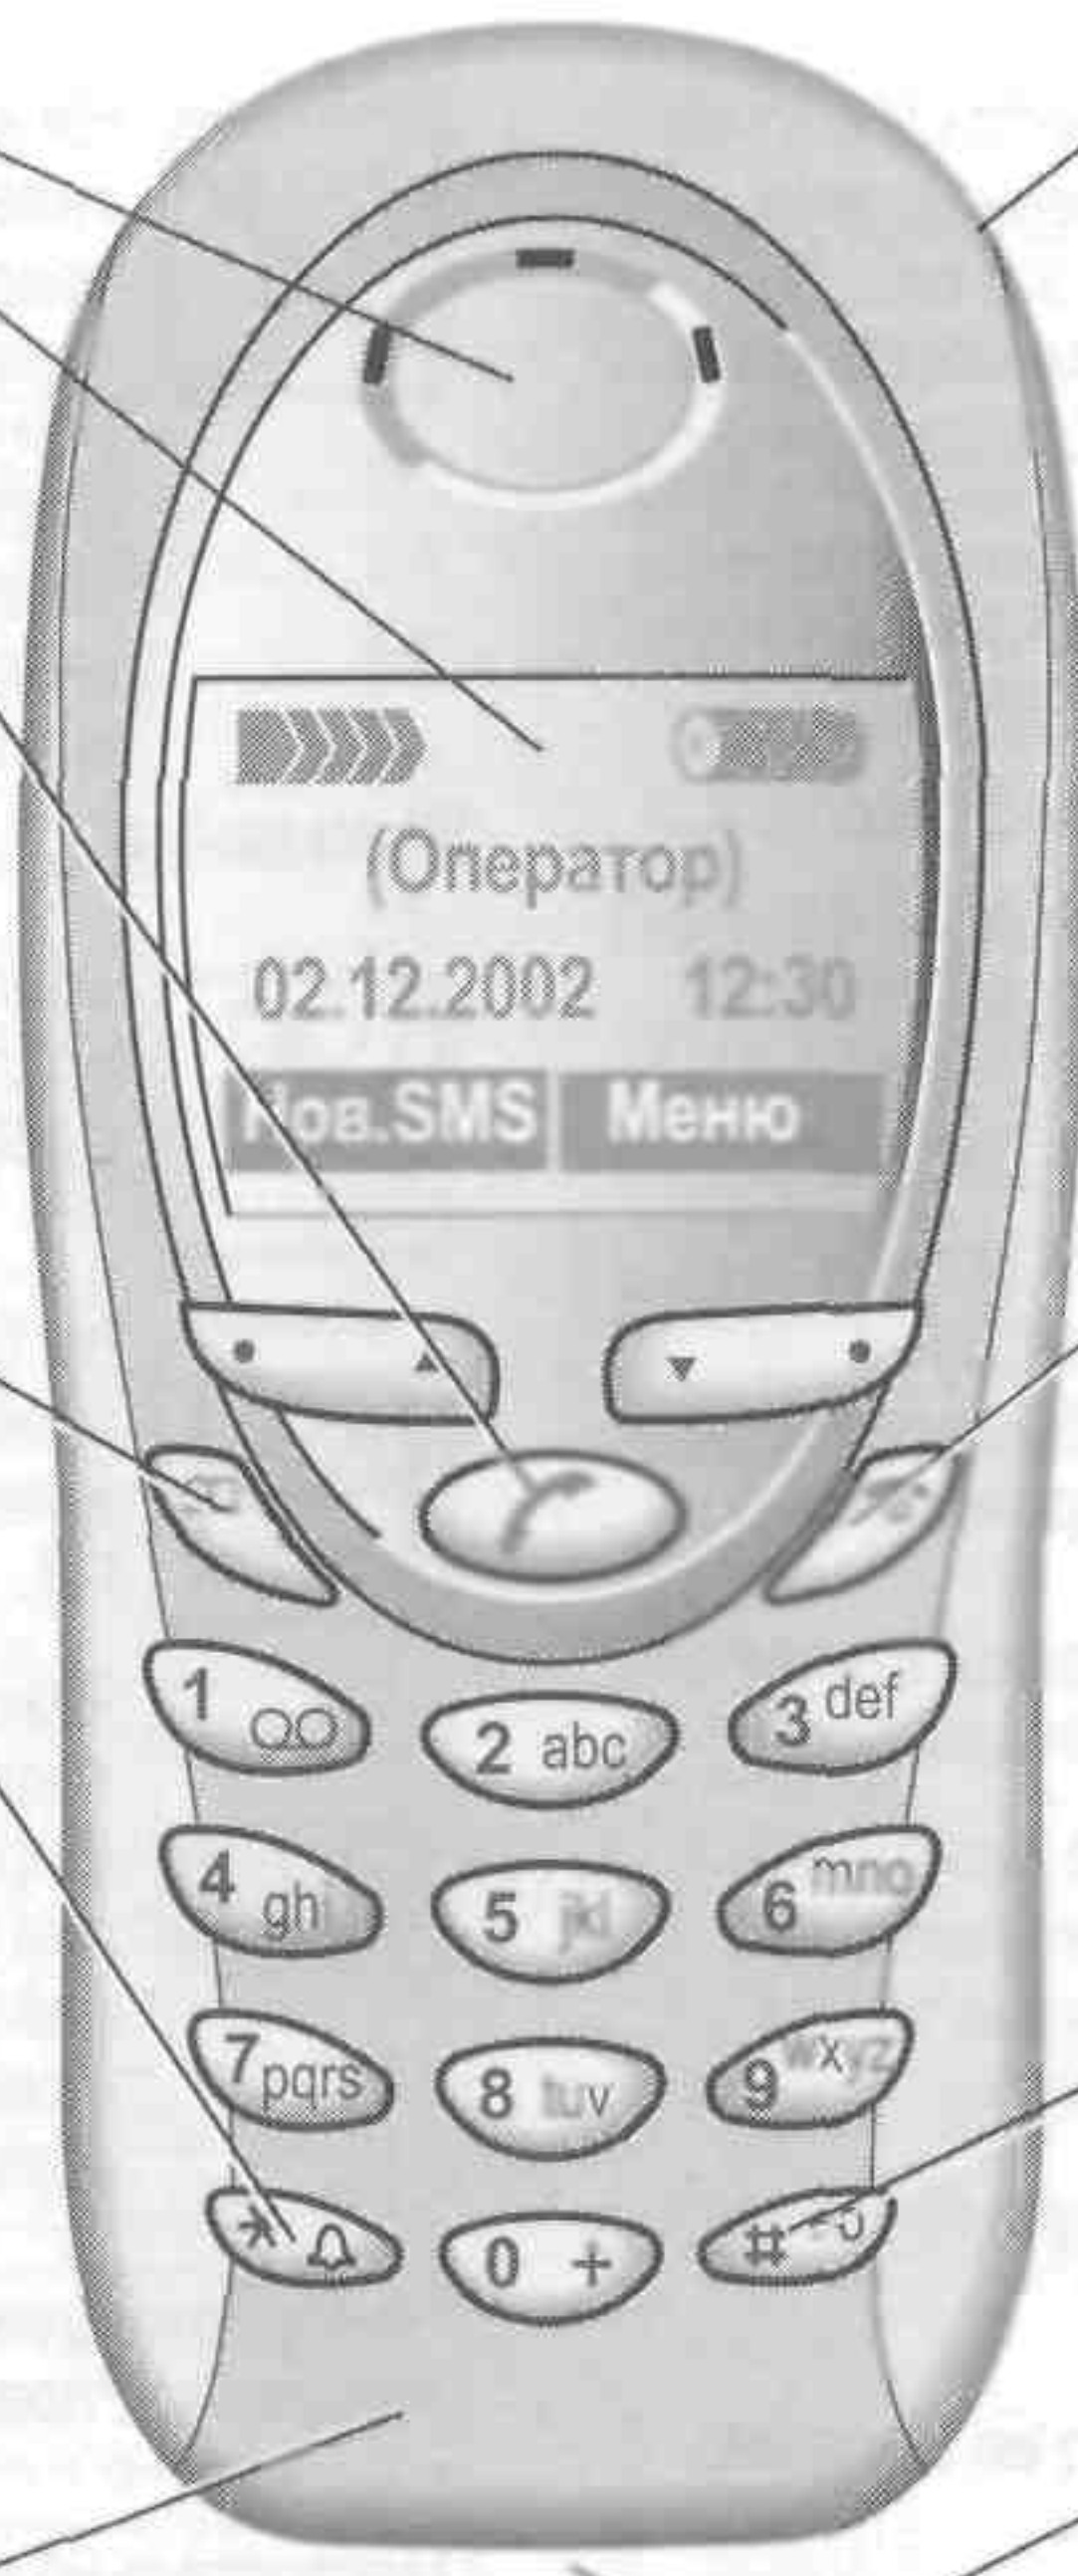 (Оператор)
02.12.2002 12:30
Нов.SMS Меню
1
2 abc
3 def
4 ghi
5 jkl
6 mno
7 pqrs
8 tuv
9 wxyz
*
0 +
#